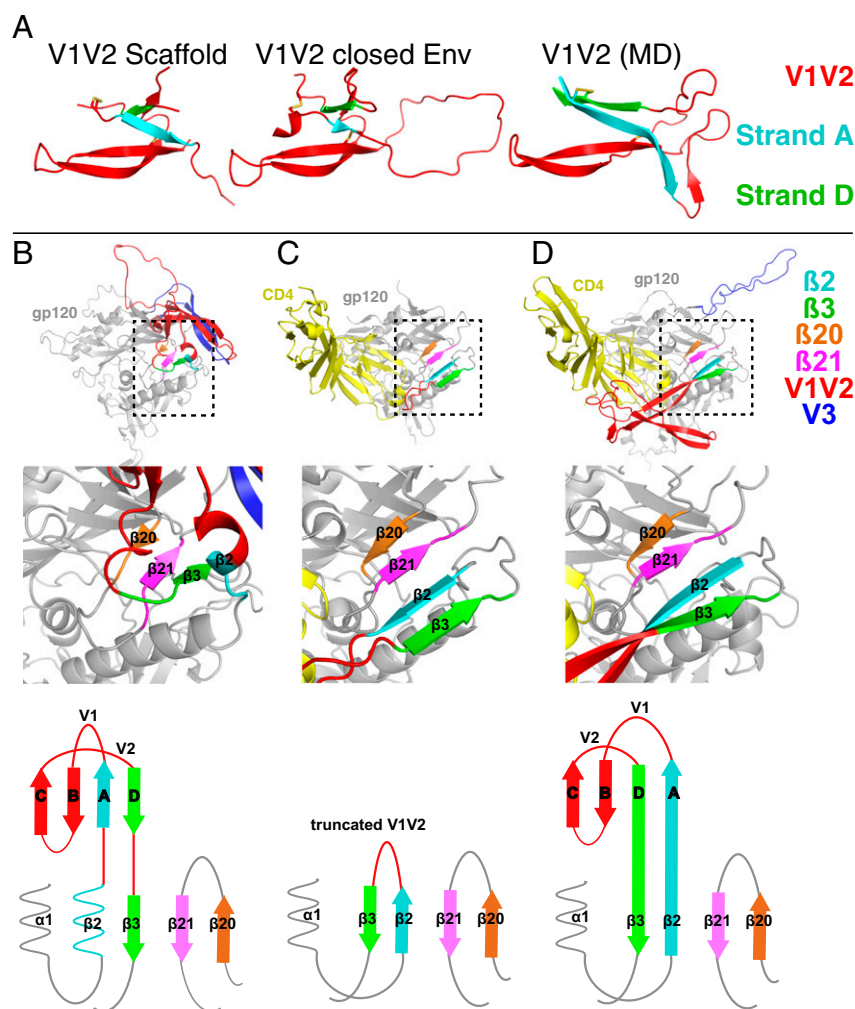 A
V1V2 Scaffold V1V2 closed Env V1V2 (MD)
V1V2
Strand A
Strand D
B C D
gp120
CD4 gp120
CD4 gp120
ß2
ß3
ß20
ß21
V1V2
V3
β20 β21 β3 β2
β20 β21 β2 β3
β20 β21 β2 β3
V1
V2
C B A D
α1 β2 β3 β21 β20
truncated V1V2
α1 β3 β2 β21 β20
V1
V2
C B D A
α1 β3 β2 β21 β20